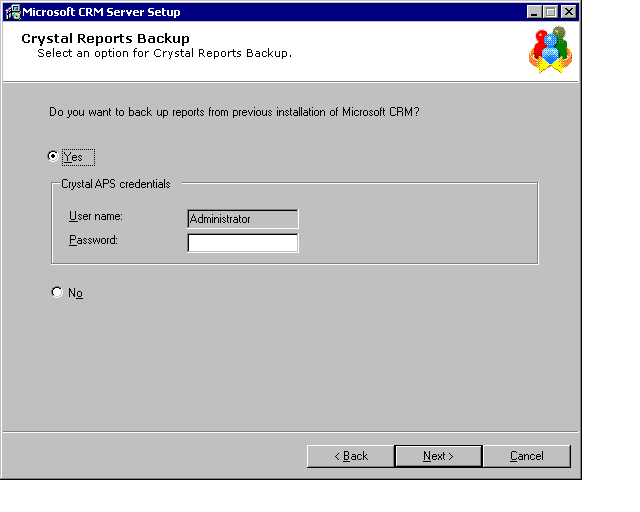 Microsoft CRM Server Setup
Crystal Reports Backup
Select an option for Crystal Reports Backup.
Do you want to back up reports from previous installation of Microsoft CRM?
Yes
Crystal APS credentials
User name:
Administrator
Password:
No
< Back
Next >
Cancel